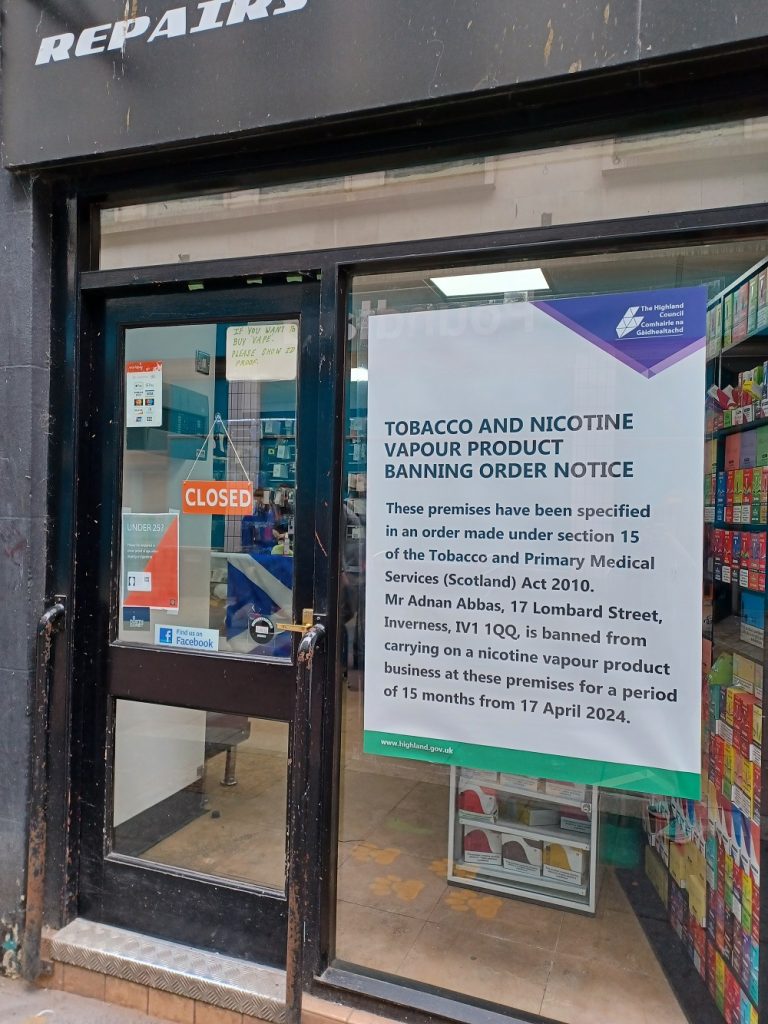 REPAIRS
IF YOU WANT TO
BUY VAPE.
PLEASE SHOW ID
PROOF.
CLOSED
UNDER 25?
Find us on
Facebook
The Highland
Council
Comhairle na
Gàidhealtachd
TOBACCO AND NICOTINE
VAPOUR PRODUCT
BANNING ORDER NOTICE
These premises have been specified
in an order made under section 15
of the Tobacco and Primary Medical
Services (Scotland) Act 2010.
Mr Adnan Abbas, 17 Lombard Street,
Inverness, IV1 1QQ, is banned from
carrying on a nicotine vapour product
business at these premises for a period
of 15 months from 17 April 2024.
www.highland.gov.uk